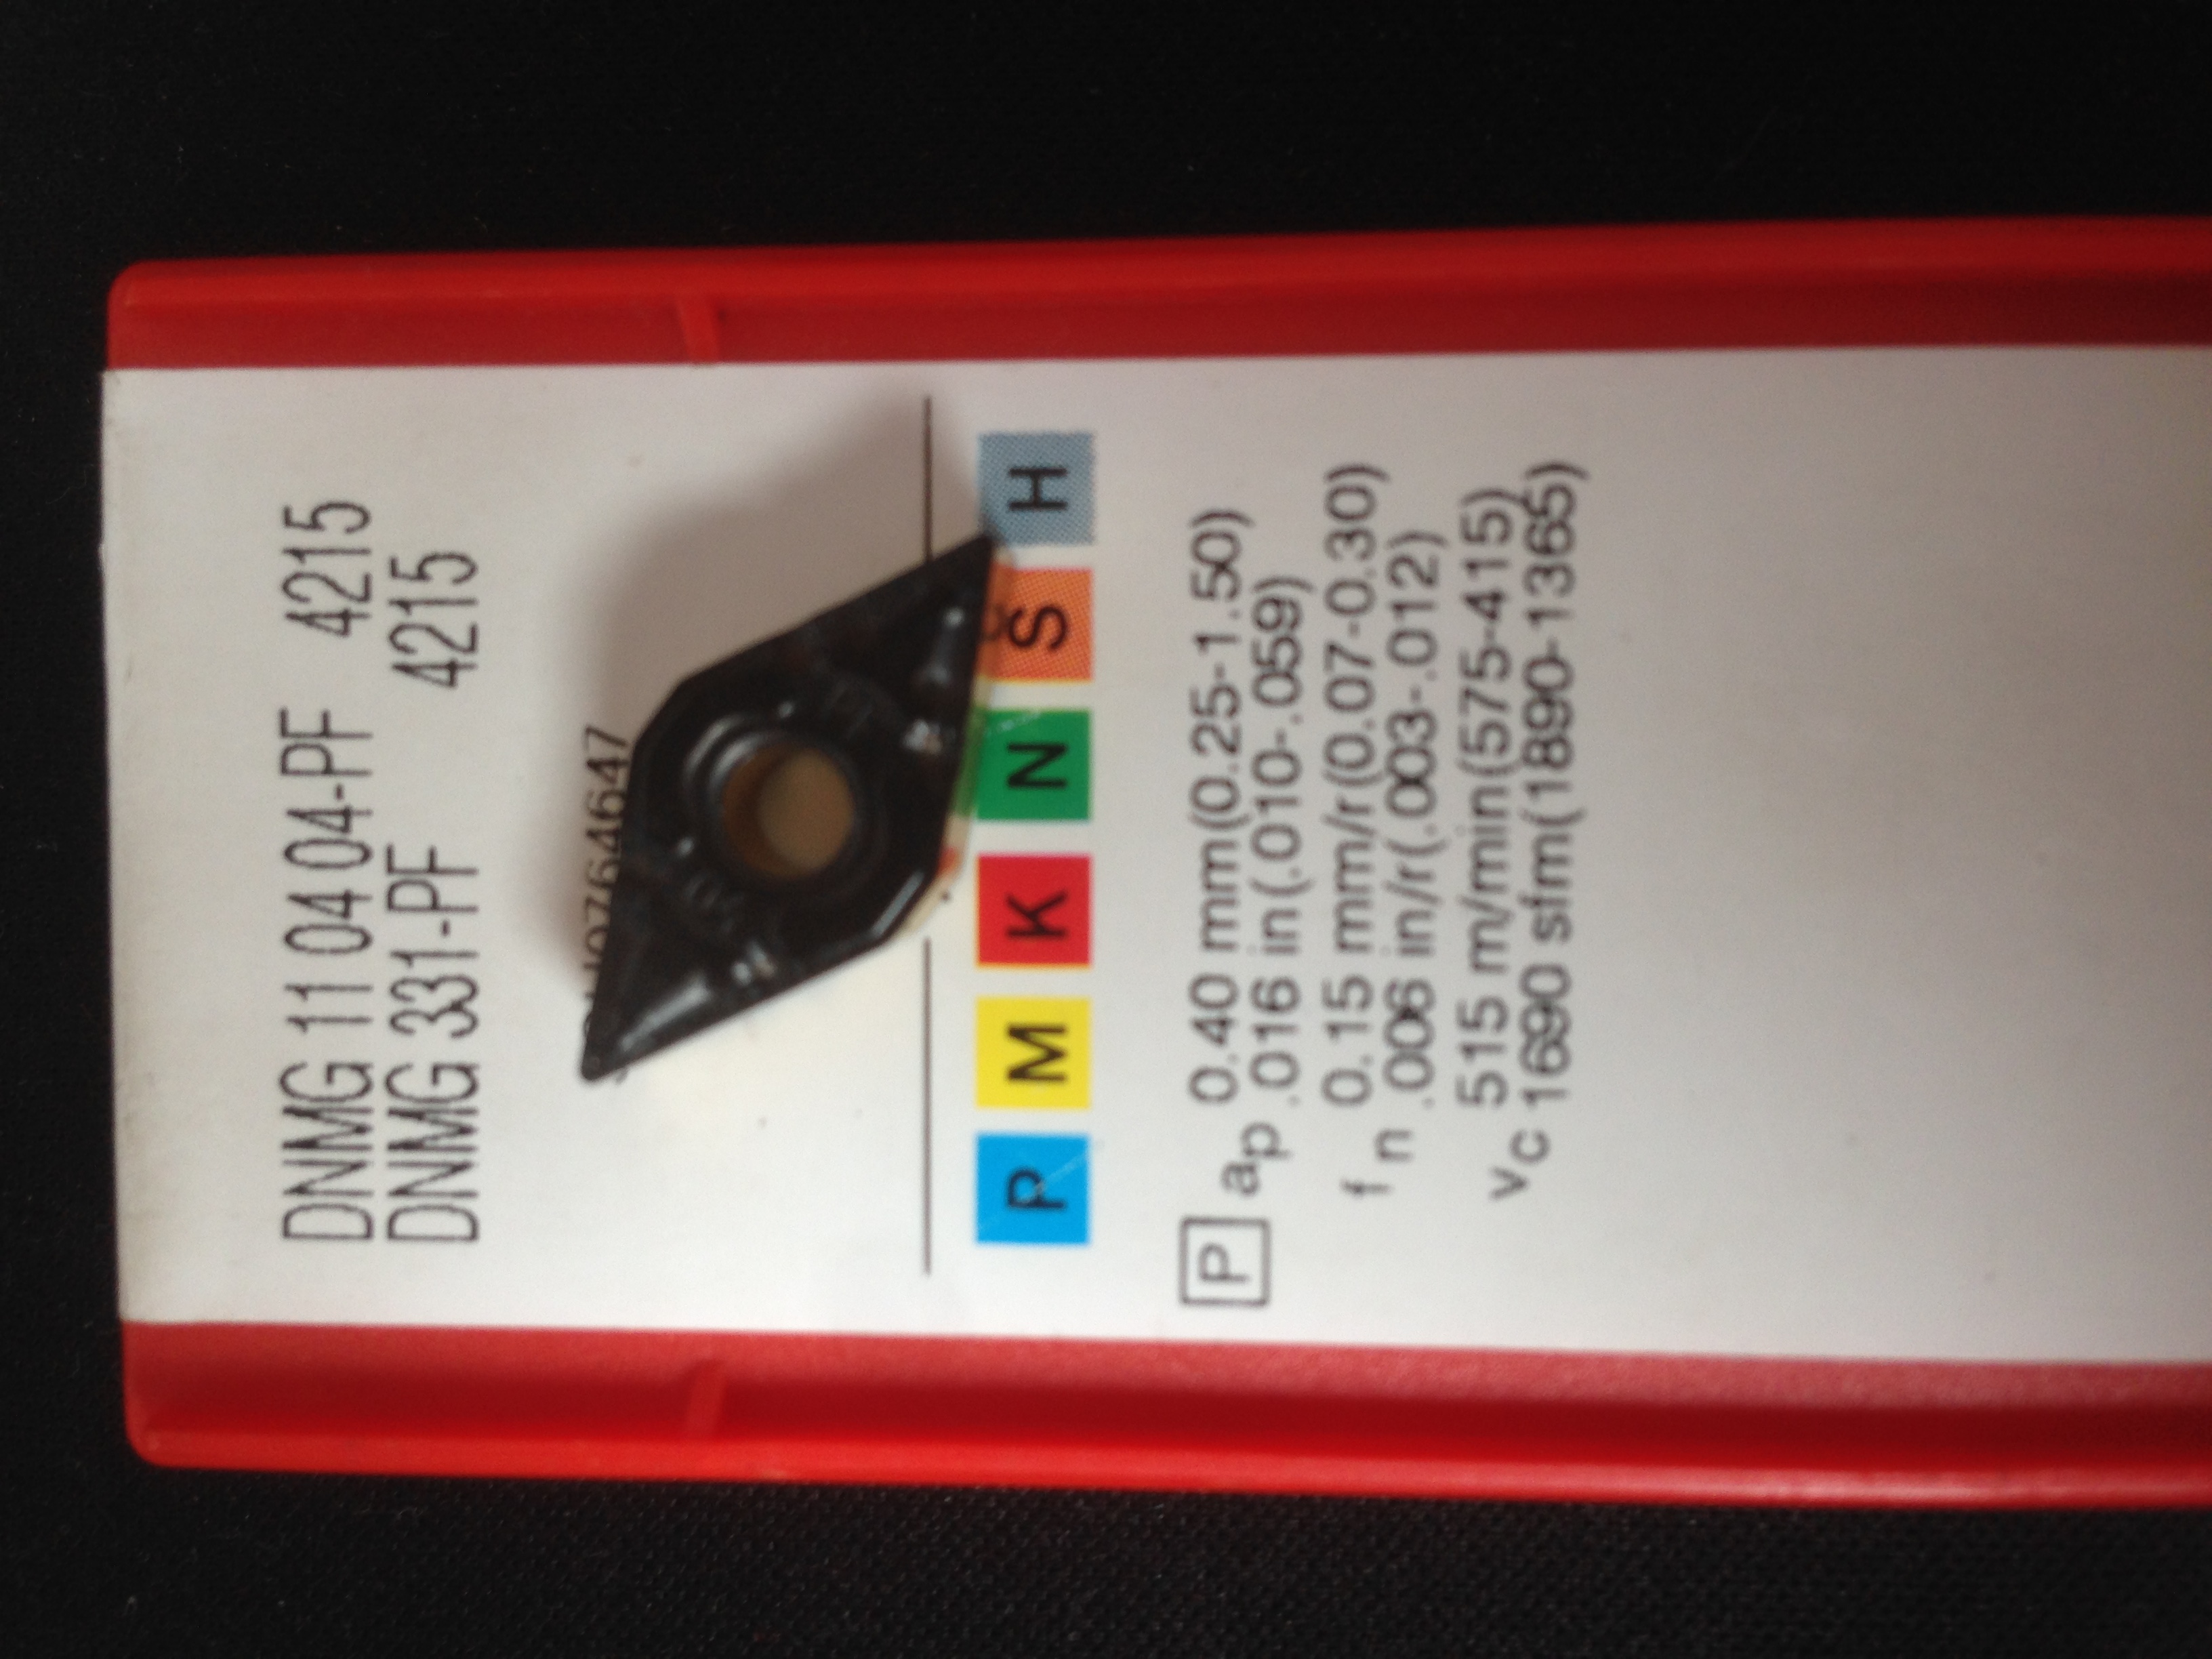 DNMG 11 04 04-PF 4215
DNMG 331-PF 4215
P M K N S H
P ap 0.40 mm(0.25-1.50)
.016 in(.010-.059)
fn 0.15 mm/r(0.07-0.30)
.006 in/r(.003-.012)
vc 515 m/min(575-415)
1690 sfm(1890-1365)